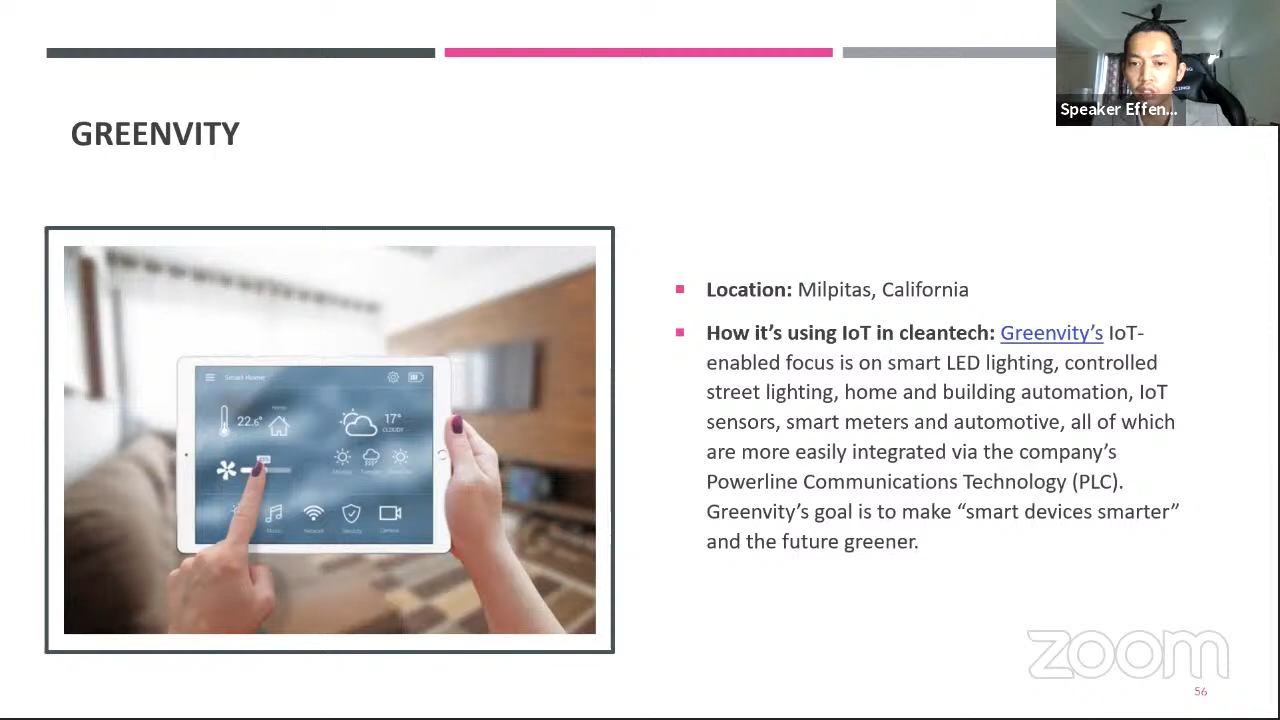 Speaker Effen...
GREENVITY
Smart Home
22.6°
17°
CLOUDY
Music
Network
Security
Camera
Location: Milpitas, California
How it’s using IoT in cleantech: Greenvity’s IoT-
enabled focus is on smart LED lighting, controlled
street lighting, home and building automation, IoT
sensors, smart meters and automotive, all of which
are more easily integrated via the company’s
Powerline Communications Technology (PLC).
Greenvity’s goal is to make “smart devices smarter”
and the future greener.
zoom
56